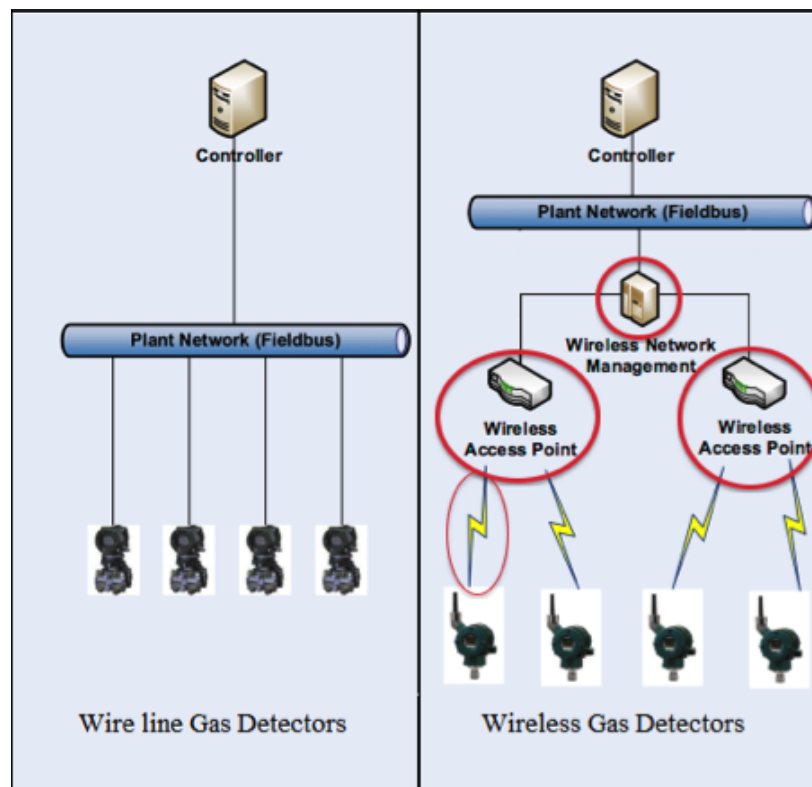 Controller
Plant Network (Fieldbus)
Wire line Gas Detectors
Controller
Plant Network (Fieldbus)
Wireless Network
Management
Wireless
Access Point
Wireless
Access Point
Wireless Gas Detectors